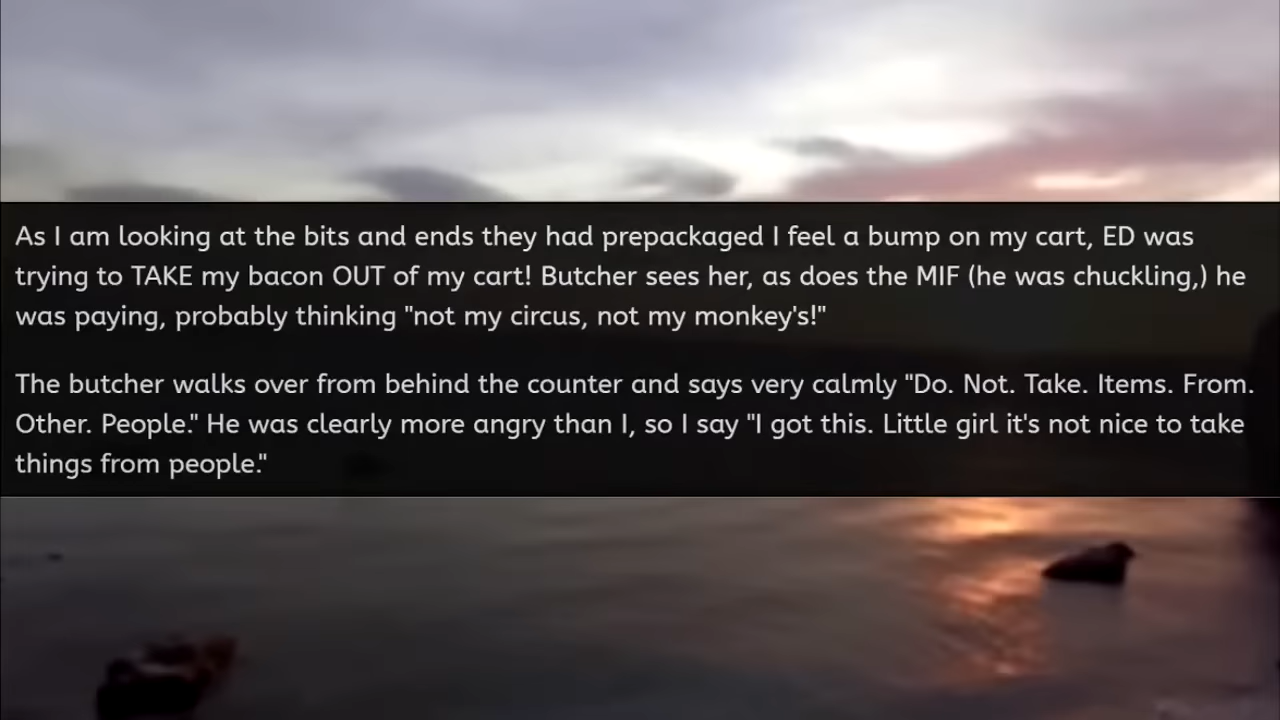 As I am looking at the bits and ends they had prepackaged I feel a bump on my cart, ED was
trying to TAKE my bacon OUT of my cart! Butcher sees her, as does the MIF (he was chuckling,) he
was paying, probably thinking "not my circus, not my monkey's!"
The butcher walks over from behind the counter and says very calmly "Do. Not. Take. Items. From.
Other. People." He was clearly more angry than I, so I say "I got this. Little girl it's not nice to take
things from people."